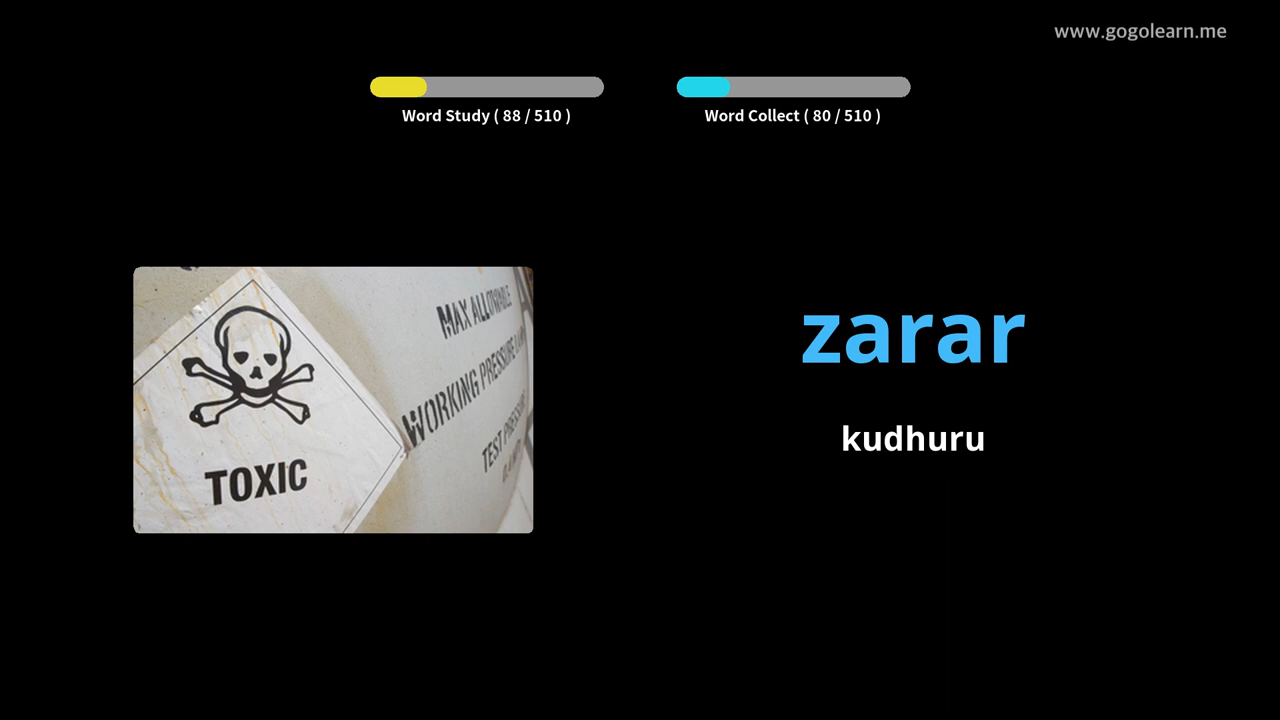 www.gogolearn.me
Word Study ( 88 / 510 )
Word Collect ( 80 / 510 )
MAX ALLOWABLE
WORKING PRESSURE
TEST PRESSURE
TOXIC
zarar
kudhuru